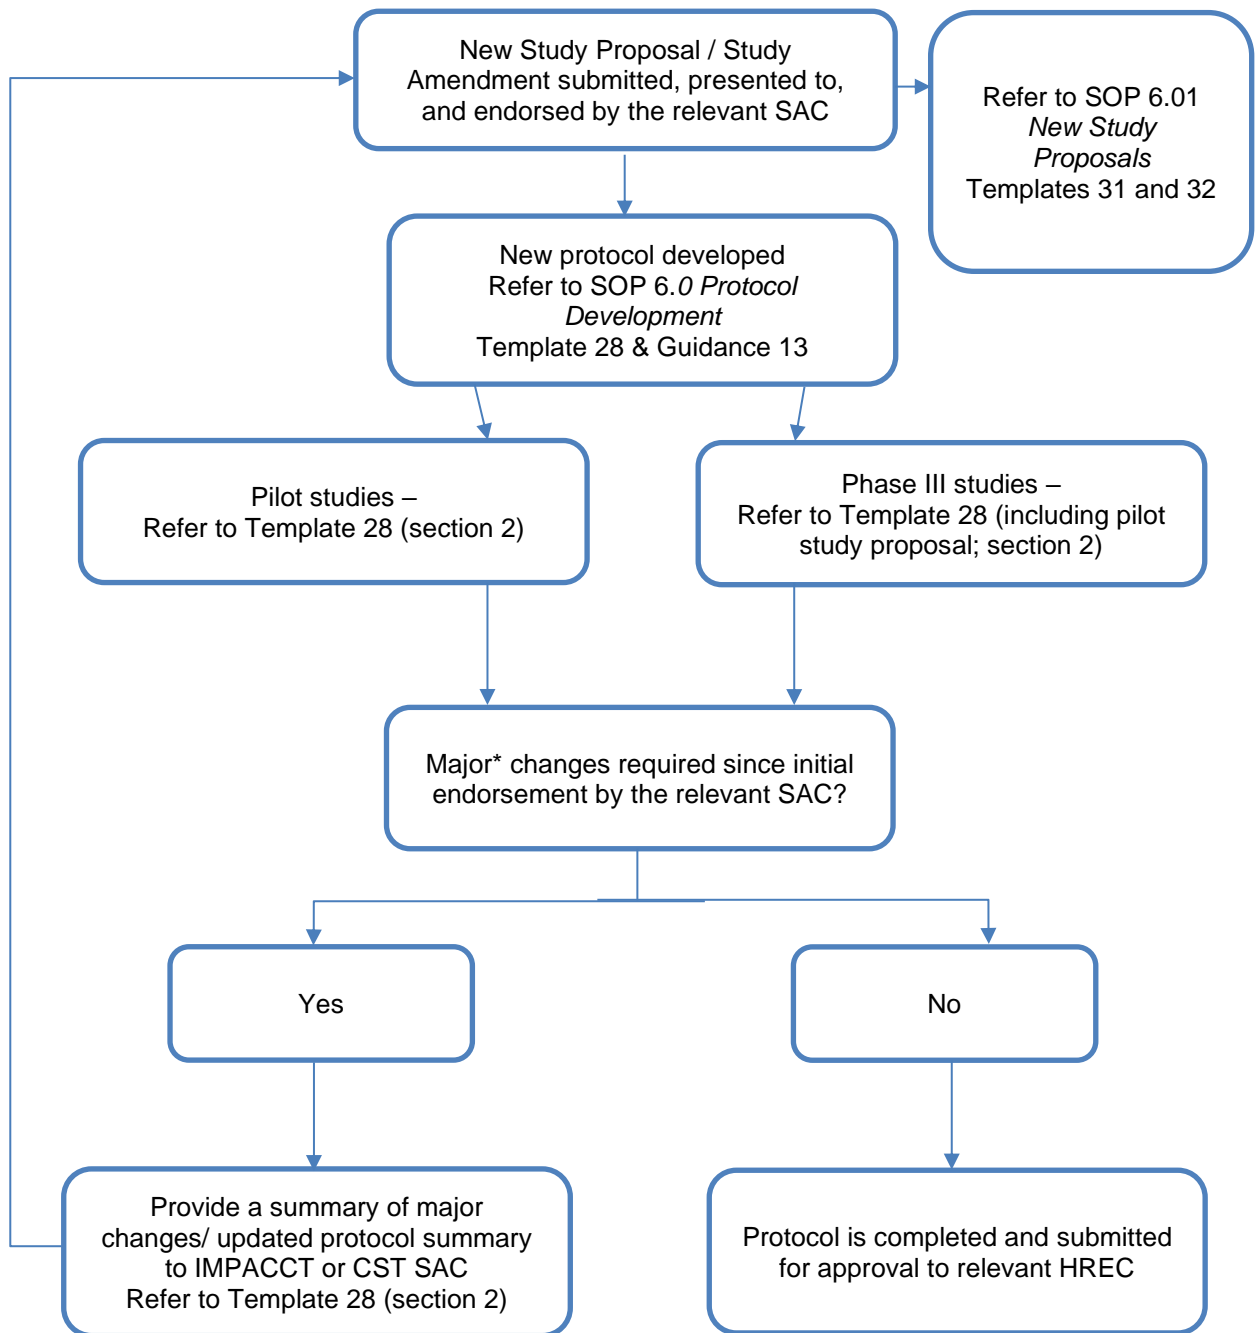 New Study Proposal / Study
Amendment submitted, presented to,
and endorsed by the relevant SAC
Refer to SOP 6.01
New Study
Proposals
Templates 31 and 32
New protocol developed
Refer to SOP 6.0 Protocol
Development
Template 28 & Guidance 13
Pilot studies –
Refer to Template 28 (section 2)
Phase III studies –
Refer to Template 28 (including pilot
study proposal; section 2)
Major* changes required since initial
endorsement by the relevant SAC?
Yes
No
Provide a summary of major
changes/ updated protocol summary
to IMPACCT or CST SAC
Refer to Template 28 (section 2)
Protocol is completed and submitted
for approval to relevant HREC